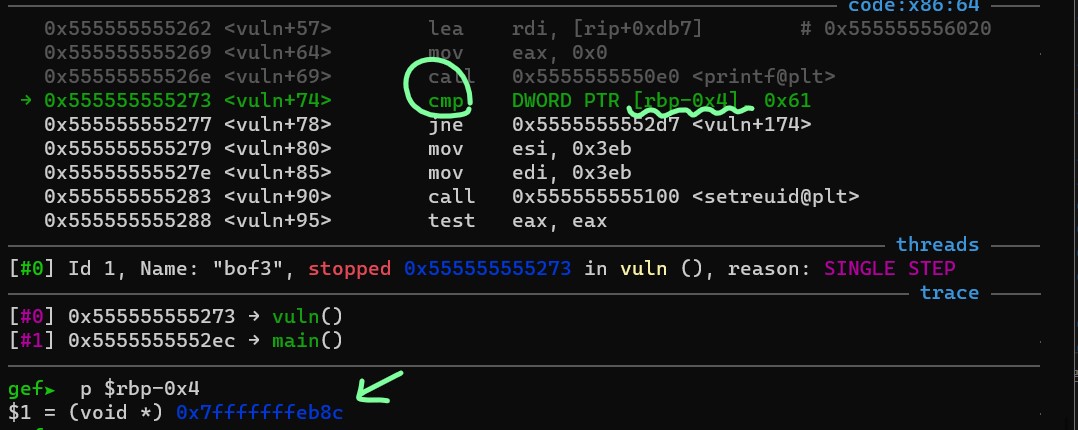 code:x86:64
0x555555555262 <vuln+57> lea rdi, [rip+0xdb7] # 0x555555556020
0x555555555269 <vuln+64> mov eax, 0x0
0x55555555526e <vuln+69> call 0x5555555550e0 <printf@plt>
→ 0x555555555273 <vuln+74> cmp DWORD PTR [rbp-0x4], 0x61
0x555555555277 <vuln+78> jne 0x5555555552d7 <vuln+174>
0x555555555279 <vuln+80> mov esi, 0x3eb
0x55555555527e <vuln+85> mov edi, 0x3eb
0x555555555283 <vuln+90> call 0x555555555100 <setreuid@plt>
0x555555555288 <vuln+95> test eax, eax
threads
[#0] Id 1, Name: "bof3", stopped 0x555555555273 in vuln (), reason: SINGLE STEP
trace
[#0] 0x555555555273 → vuln()
[#1] 0x5555555552ec → main()
gef➤ p $rbp-0x4
$1 = (void *) 0x7fffffffeb8c